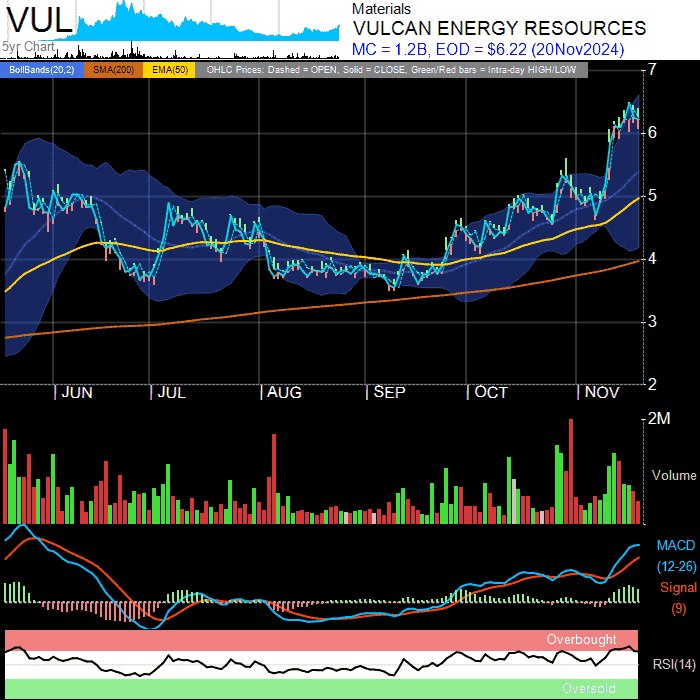 VUL
5yr Chart
Materials
VULCAN ENERGY RESOURCES
MC = 1.2B, EOD = $6.22 (20Nov2024)
BollBands(20,2) SMA(200) EMA(50) OHLC Prices: Dashed = OPEN, Solid = CLOSE, Green/Red bars = Intra-day HIGH/LOW
7
6
5
4
3
2
| JUN | JUL | AUG | SEP | OCT | NOV
2M
Volume
MACD
(12-26)
Signal
(9)
Overbought
RSI(14)
Oversold